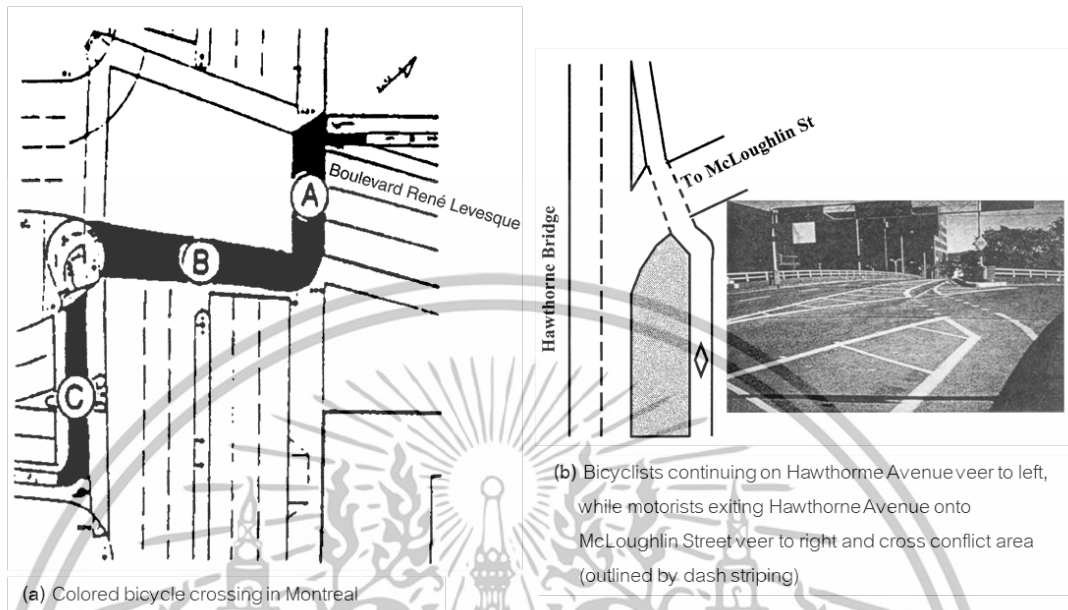 A
Boulevard René Levesque
B
C
(a) Colored bicycle crossing in Montreal
Hawthorne Bridge
To McLoughlin St
(b) Bicyclists continuing on Hawthorne Avenue veer to left,
while motorists exiting Hawthorne Avenue onto
McLoughlin Street veer to right and cross conflict area
(outlined by dash striping)